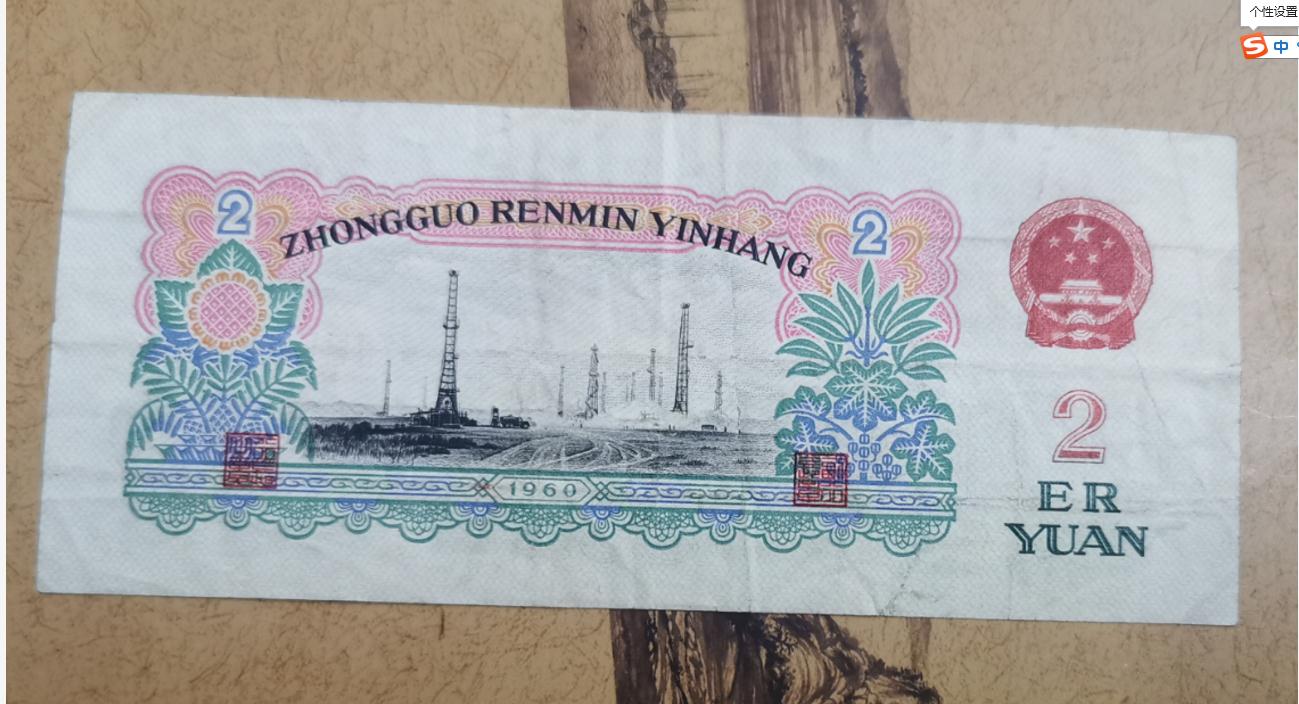 个性设置
中
2
2
ZHONGGUO RENMIN YINHANG
1960
2
ER
YUAN